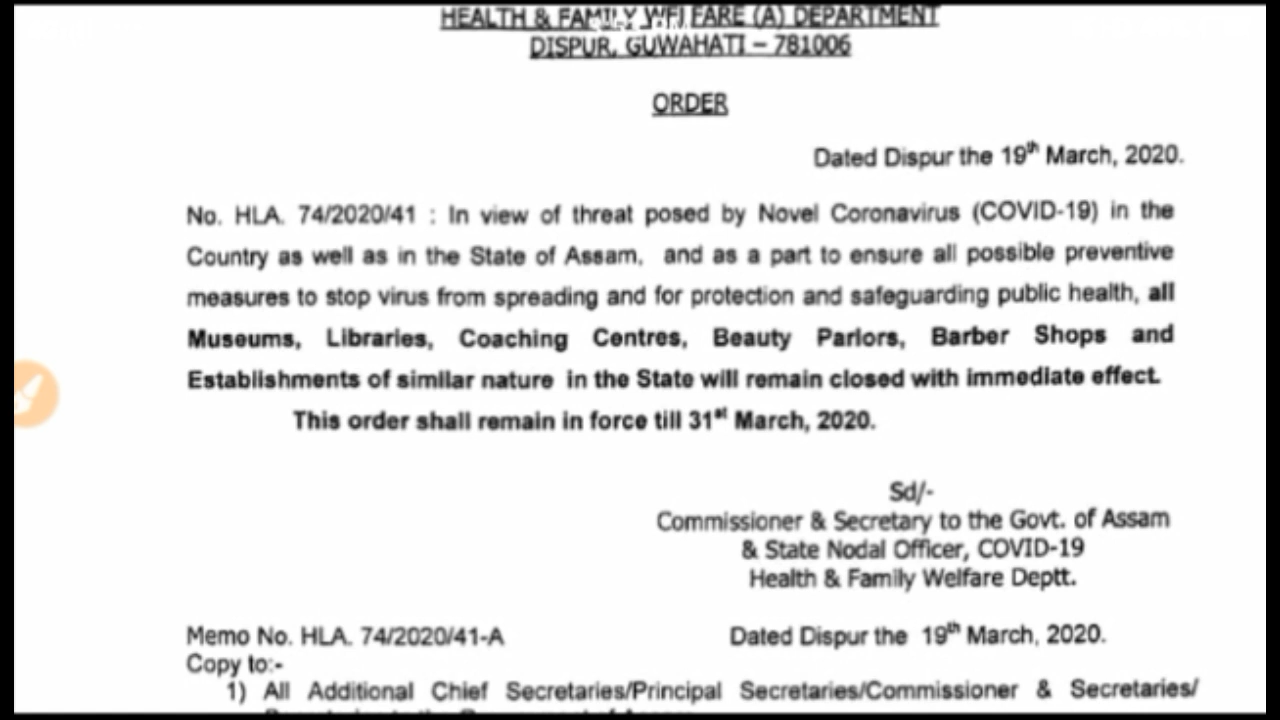 HEALTH & FAMILY WELFARE (A) DEPARTMENT
DISPUR, GUWAHATI – 781006
ORDER
Dated Dispur the 19th March, 2020.
No. HLA. 74/2020/41 : In view of threat posed by Novel Coronavirus (COVID-19) in the
Country as well as in the State of Assam, and as a part to ensure all possible preventive
measures to stop virus from spreading and for protection and safeguarding public health, all
Museums, Libraries, Coaching Centres, Beauty Parlors, Barber Shops and
Establishments of similar nature in the State will remain closed with immediate effect.
This order shall remain in force till 31st March, 2020.
Sd/-
Commissioner & Secretary to the Govt. of Assam
& State Nodal Officer, COVID-19
Health & Family Welfare Deptt.
Memo No. HLA. 74/2020/41-A
Dated Dispur the 19th March, 2020.
Copy to:-
1) All Additional Chief Secretaries/Principal Secretaries/Commissioner & Secretaries/